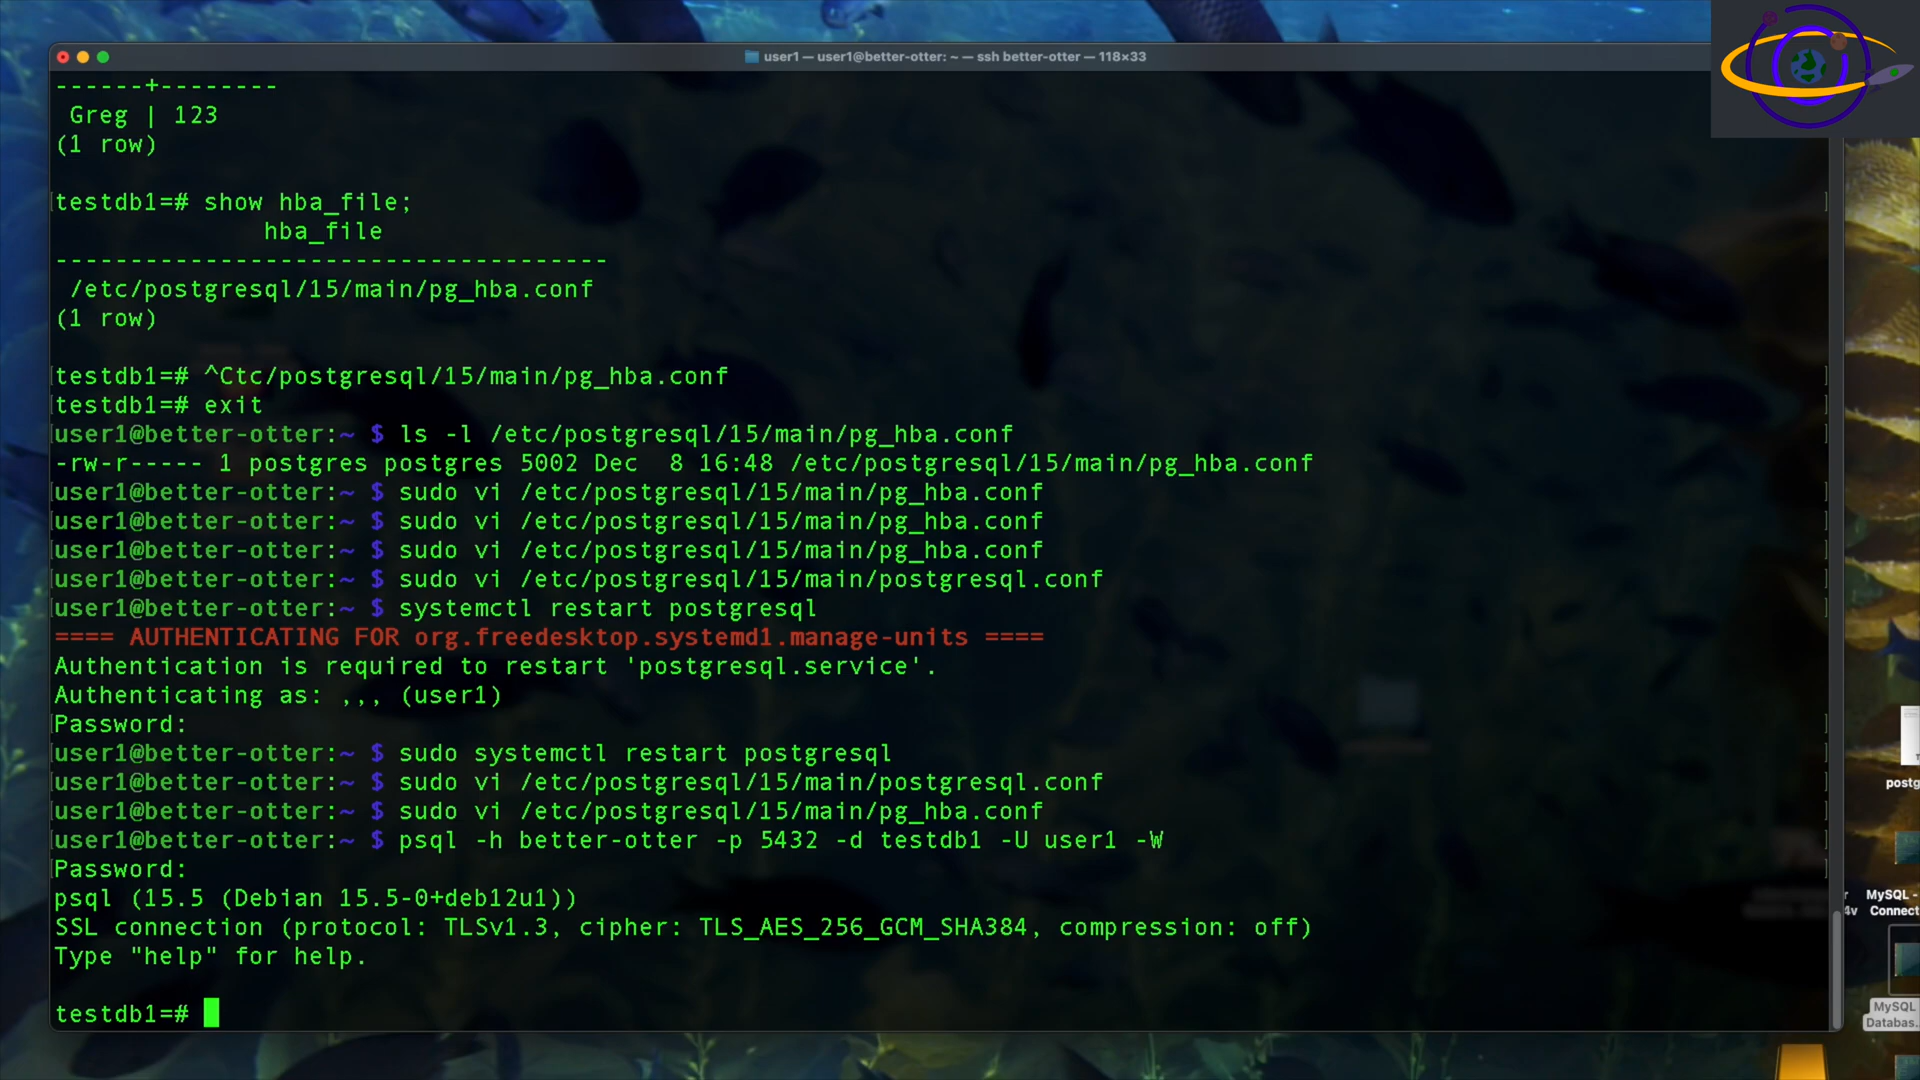 user1 — user1@better-otter: ~ — ssh better-otter — 118×33
------+--------
Greg | 123
(1 row)
testdb1=# show hba_file;
hba_file
-------------------------------------
/etc/postgresql/15/main/pg_hba.conf
(1 row)
testdb1=# ^Ctc/postgresql/15/main/pg_hba.conf
testdb1=# exit
user1@better-otter:~ $ ls -l /etc/postgresql/15/main/pg_hba.conf
-rw-r----- 1 postgres postgres 5002 Dec  8 16:48 /etc/postgresql/15/main/pg_hba.conf
user1@better-otter:~ $ sudo vi /etc/postgresql/15/main/pg_hba.conf
user1@better-otter:~ $ sudo vi /etc/postgresql/15/main/pg_hba.conf
user1@better-otter:~ $ sudo vi /etc/postgresql/15/main/pg_hba.conf
user1@better-otter:~ $ sudo vi /etc/postgresql/15/main/postgresql.conf
user1@better-otter:~ $ systemctl restart postgresql
==== AUTHENTICATING FOR org.freedesktop.systemd1.manage-units ====
Authentication is required to restart 'postgresql.service'.
Authenticating as: ,,, (user1)
Password:
user1@better-otter:~ $ sudo systemctl restart postgresql
user1@better-otter:~ $ sudo vi /etc/postgresql/15/main/postgresql.conf
user1@better-otter:~ $ sudo vi /etc/postgresql/15/main/pg_hba.conf
user1@better-otter:~ $ psql -h better-otter -p 5432 -d testdb1 -U user1 -W
Password:
psql (15.5 (Debian 15.5-0+deb12u1))
SSL connection (protocol: TLSv1.3, cipher: TLS_AES_256_GCM_SHA384, compression: off)
Type "help" for help.
testdb1=#
postg
MySQL -
4v Connect
MySQL
Databas..